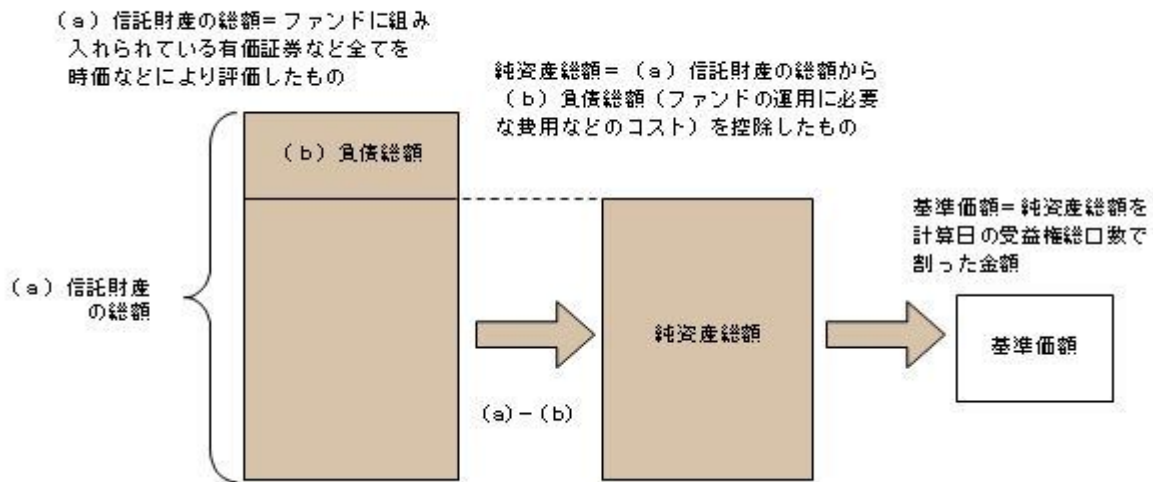 （a）信託財産の総額＝ファンドに組み
入れられている有価証券など全てを
時価などにより評価したもの
純資産総額＝（a）信託財産の総額から
（b）負債総額（ファンドの運用に必要
な費用などのコスト）を控除したもの
（b）負債総額
基準価額＝純資産総額を
計算日の受益権総口数で
割った金額
（a）信託財産
の総額
純資産総額
基準価額
（a）－（b）